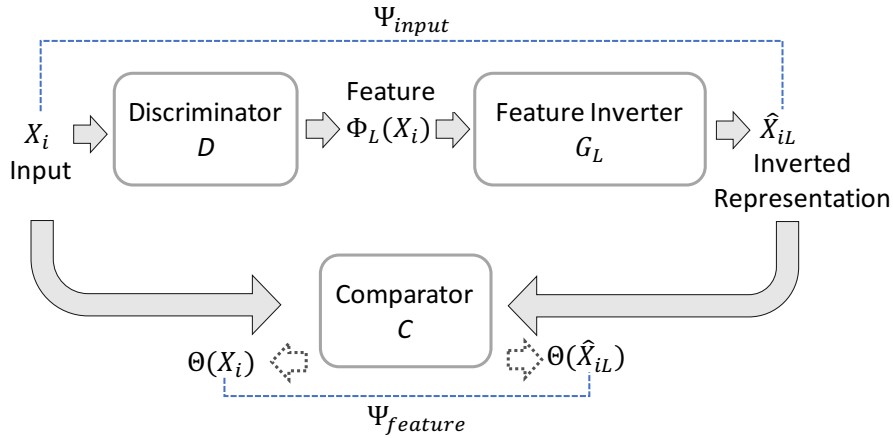 Ψ_input
X_i
Input
Discriminator
D
Feature
Φ_L(X_i)
Feature Inverter
G_L
X̂_iL
Inverted
Representation
Comparator
C
Θ(X_i)
Θ(X̂_iL)
Ψ_feature